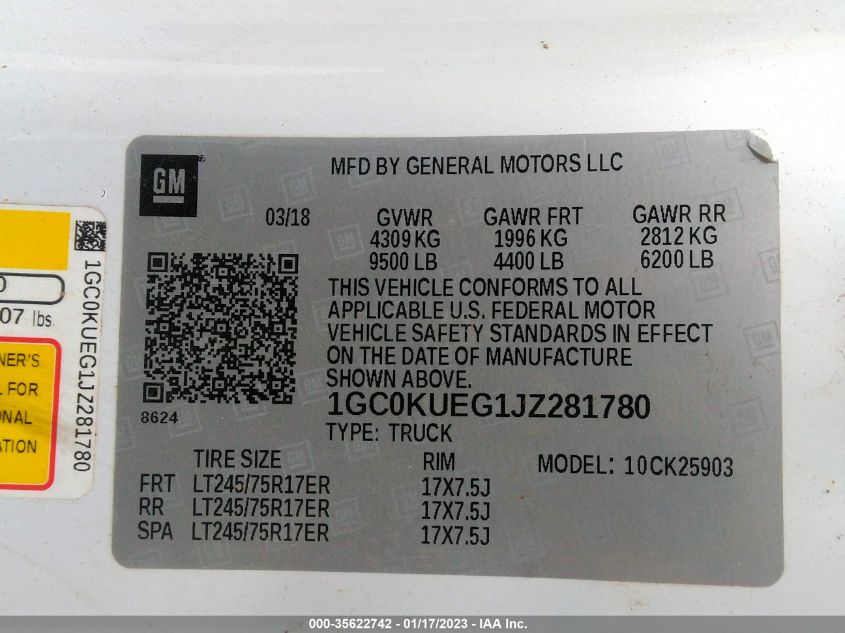 GM
MFD BY GENERAL MOTORS LLC
03/18 GVWR GAWR FRT GAWR RR
4309 KG 1996 KG 2812 KG
9500 LB 4400 LB 6200 LB
THIS VEHICLE CONFORMS TO ALL
APPLICABLE U.S. FEDERAL MOTOR
VEHICLE SAFETY STANDARDS IN EFFECT
ON THE DATE OF MANUFACTURE
SHOWN ABOVE.
8624
1GC0KUEG1JZ281780
TYPE: TRUCK
TIRE SIZE RIM MODEL: 10CK25903
FRT LT245/75R17ER 17X7.5J
RR LT245/75R17ER 17X7.5J
SPA LT245/75R17ER 17X7.5J
1GC0KUEG1JZ281780
07 lbs
FOR
000-35622742 - 01/17/2023 - IAA Inc.